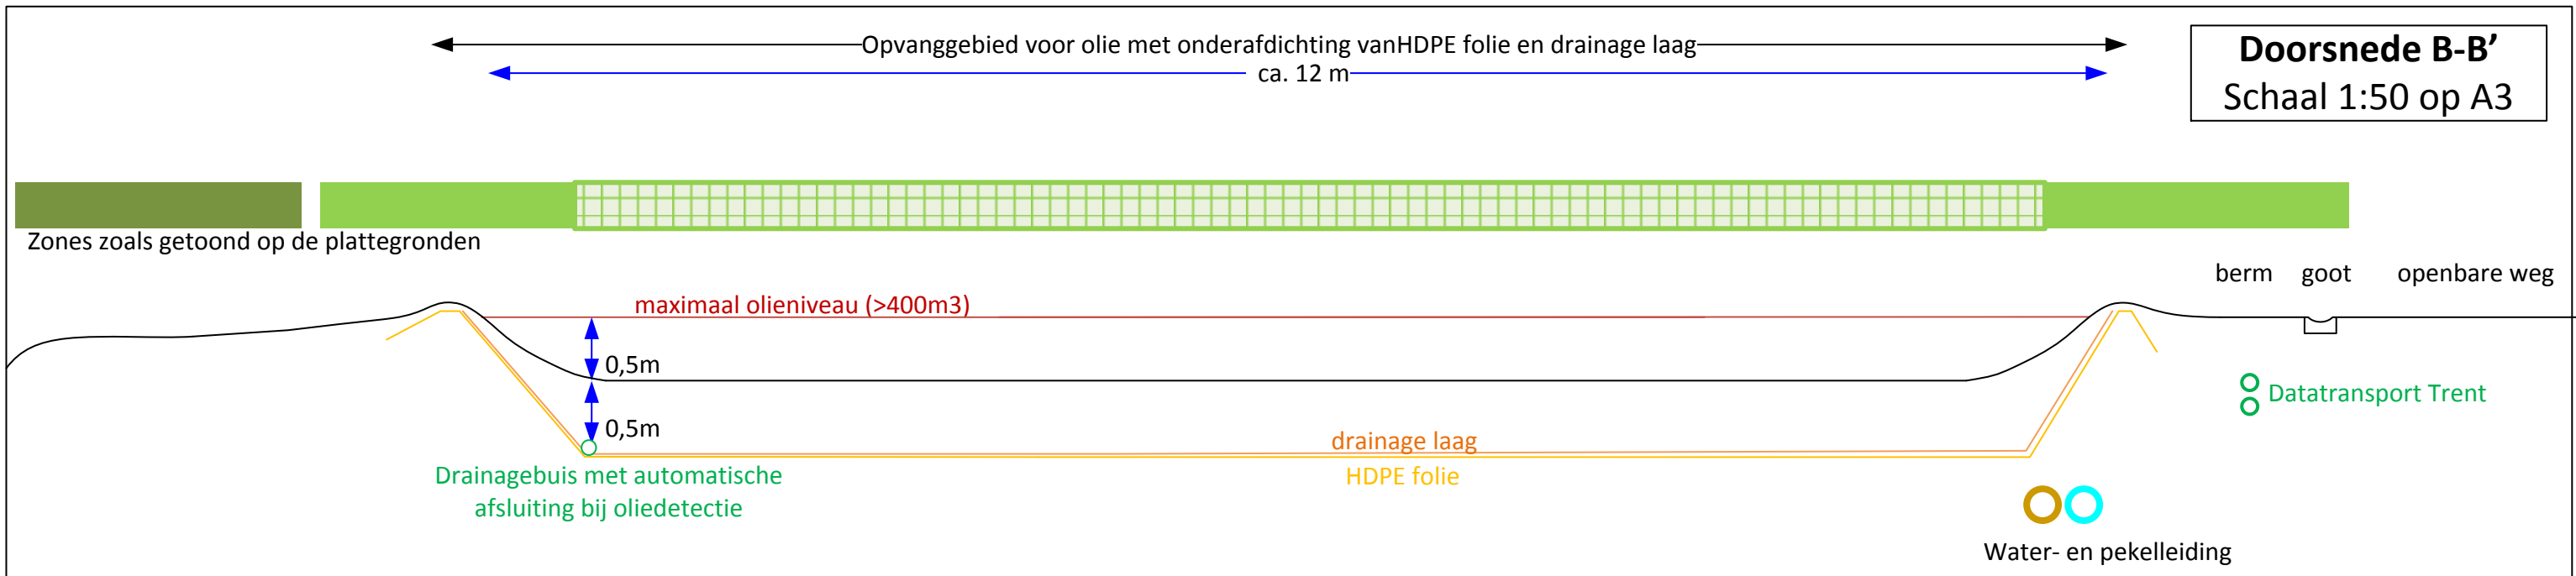 Opvanggebied voor olie met onderafdichting vanHDPE folie en drainage laag
ca. 12 m
Doorsnede B-B’
Schaal 1:50 op A3
Zones zoals getoond op de plattegronden
berm goot openbare weg
maximaal olieniveau (>400m3)
0,5m
Datatransport Trent
0,5m
drainage laag
HDPE folie
Drainagebuis met automatische
afsluiting bij oliedetectie
Water- en pekelleiding